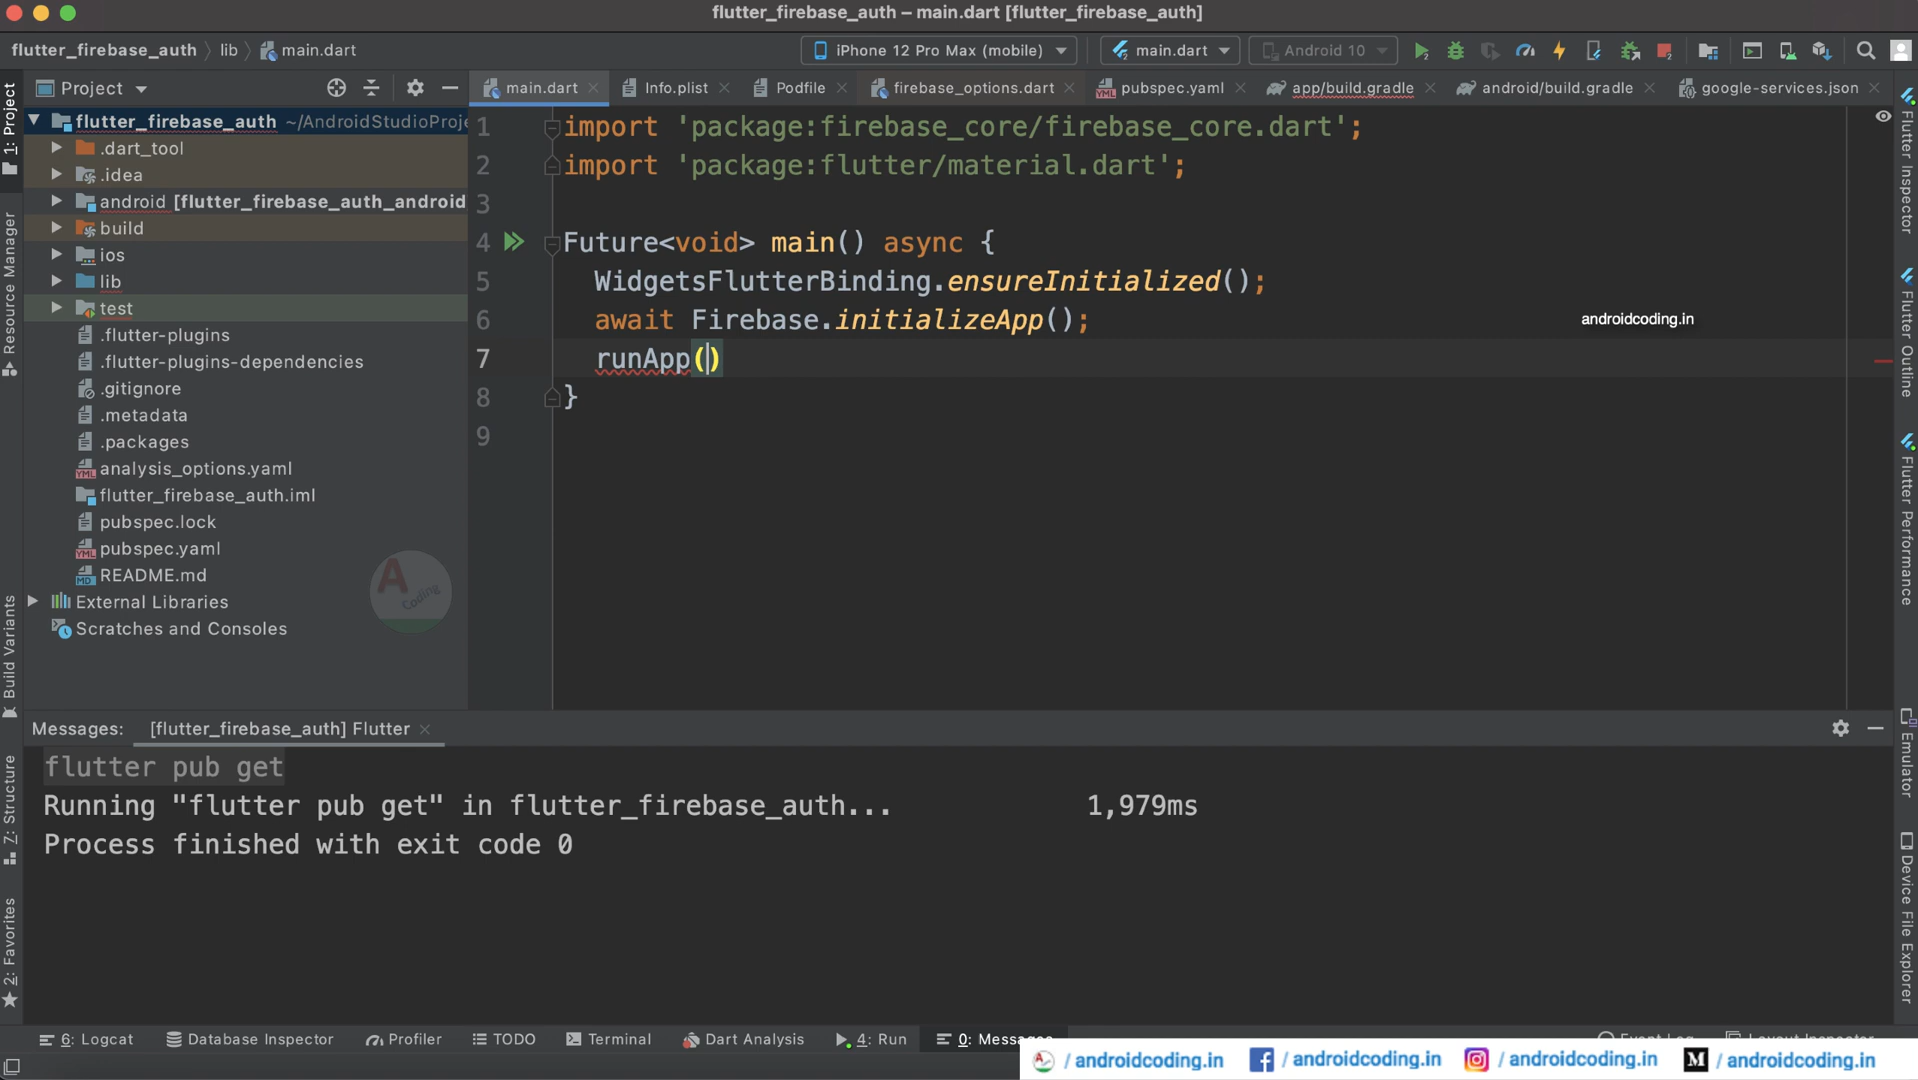 flutter_firebase_auth – main.dart [flutter_firebase_auth]
flutter_firebase_auth lib main.dart
iPhone 12 Pro Max (mobile) main.dart Android 10
Project
main.dart Info.plist Podfile firebase_options.dart pubspec.yaml app/build.gradle android/build.gradle google-services.json
flutter_firebase_auth ~/AndroidStudioProje
.dart_tool
.idea
android [flutter_firebase_auth_android
build
ios
lib
test
.flutter-plugins
.flutter-plugins-dependencies
.gitignore
.metadata
.packages
analysis_options.yaml
flutter_firebase_auth.iml
pubspec.lock
pubspec.yaml
README.md
External Libraries
Scratches and Consoles
A Coding
1 import 'package:firebase_core/firebase_core.dart';
2 import 'package:flutter/material.dart';
3
4 Future<void> main() async {
5 WidgetsFlutterBinding.ensureInitialized();
6 await Firebase.initializeApp();
7 runApp()
8 }
9
androidcoding.in
1: Project
Resource Manager
Build Variants
7: Structure
2: Favorites
Flutter Inspector
Flutter Outline
Flutter Performance
Emulator
Device File Explorer
Messages: [flutter_firebase_auth] Flutter
flutter pub get
Running "flutter pub get" in flutter_firebase_auth... 1,979ms
Process finished with exit code 0
6: Logcat Database Inspector Profiler TODO Terminal Dart Analysis 4: Run 0: Messages Event Log Layout Inspector
/ androidcoding.in / androidcoding.in / androidcoding.in / androidcoding.in